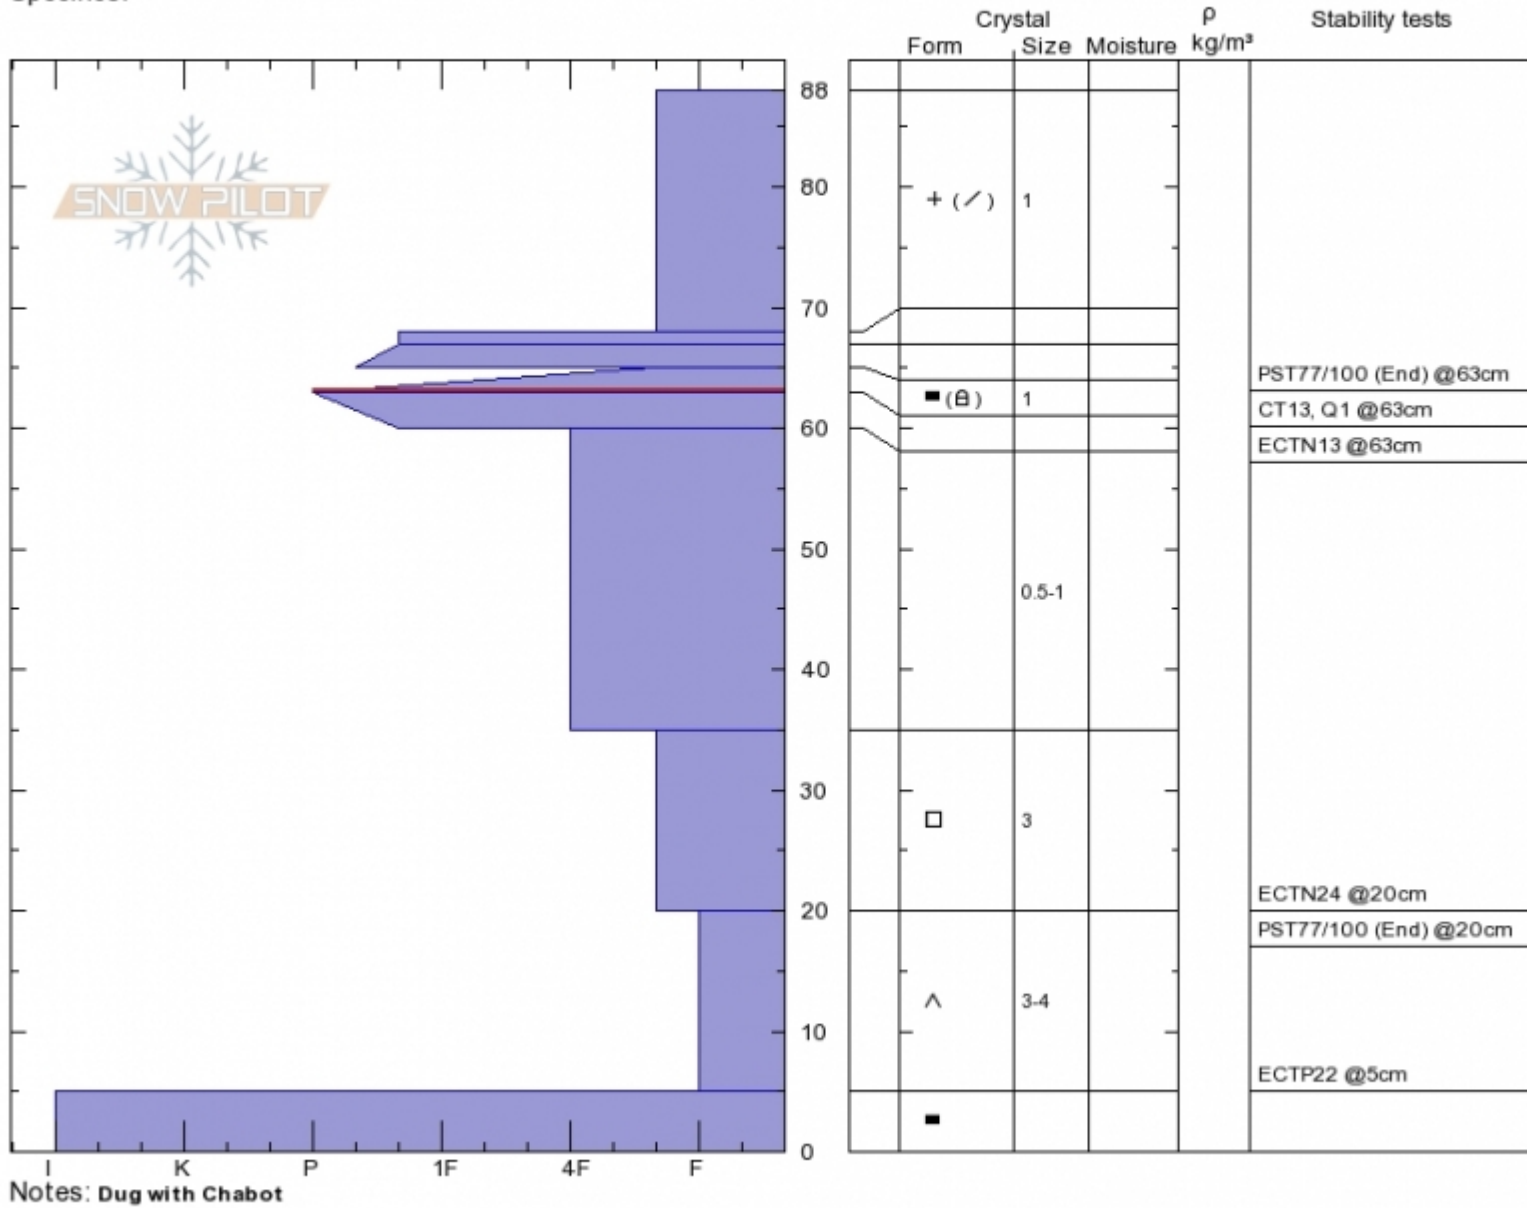 Crystal ρ Stability tests
Form Size Moisture kg/m³
88
80
SNOW PILOT
+ (∕) 1
70
PST77/100 (End) @63cm
■ ( ) 1
CT13, Q1 @63cm
60
ECTN13 @63cm
50
0.5-1
40
30
□ 3
ECTN24 @20cm
20
PST77/100 (End) @20cm
∧ 3-4
10
ECTP22 @5cm
0
I K P 1F 4F F
Notes: Dug with Chabot